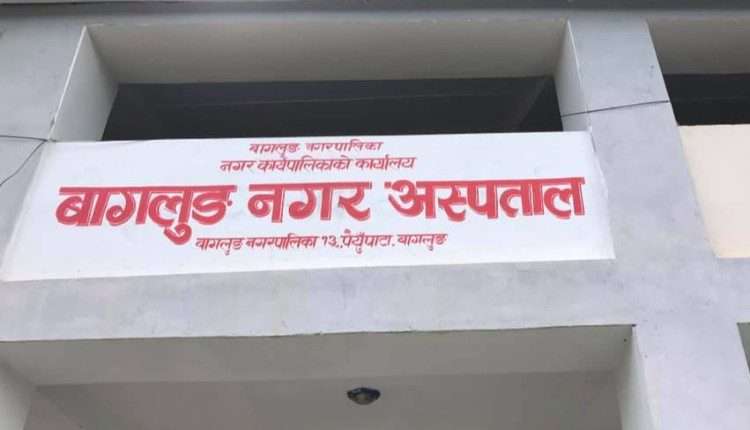 बागलुङ नगरपालिका
नगर कार्यपालिकाको कार्यालय
बागलुङ नगर अस्पताल
बागलुङ नगरपालिका १३, पैयुँपाटा, बागलुङ